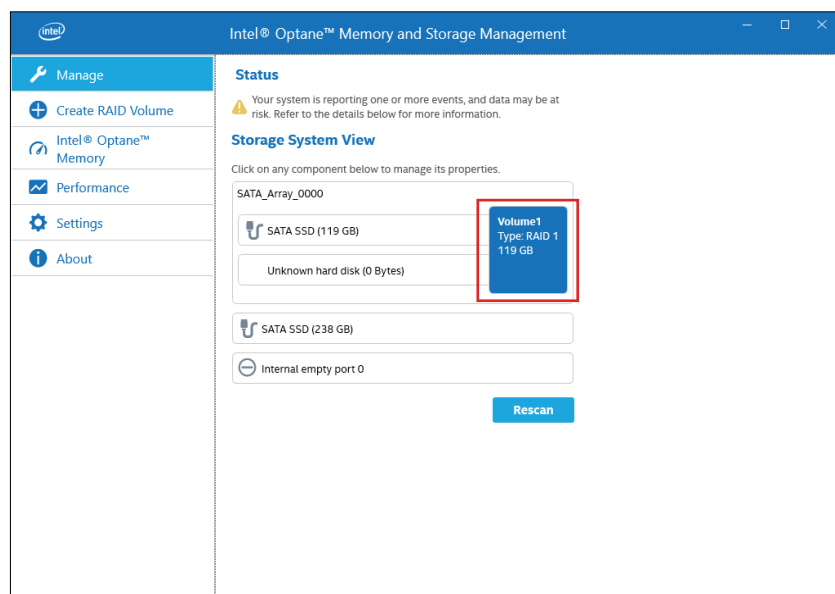 intel
Intel® Optane™ Memory and Storage Management
Manage
Create RAID Volume
Intel® Optane™
Memory
Performance
Settings
About
Status
Your system is reporting one or more events, and data may be at
risk. Refer to the details below for more information.
Storage System View
Click on any component below to manage its properties.
SATA_Array_0000
SATA SSD (119 GB)
Unknown hard disk (0 Bytes)
Volume1
Type: RAID 1
119 GB
SATA SSD (238 GB)
Internal empty port 0
Rescan